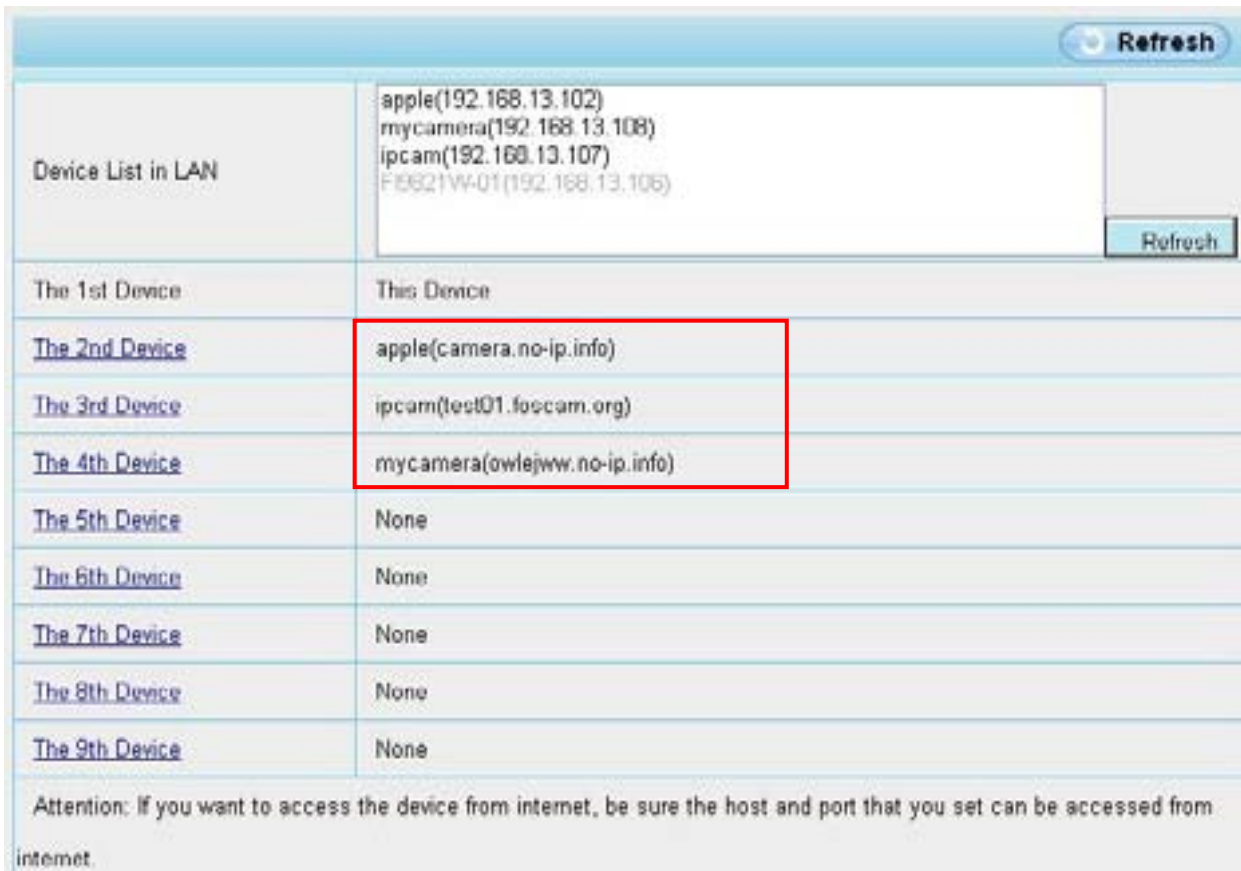 Refresh
Device List in LAN
apple(192.168.13.102)
mycamera(192.168.13.108)
ipcam(192.168.13.107)
FI9821W-01(192.168.13.106)
Refresh
The 1st Device This Device
The 2nd Device apple(camera.no-ip.info)
The 3rd Device ipcam(test01.foscam.org)
The 4th Device mycamera(owlejww.no-ip.info)
The 5th Device None
The 6th Device None
The 7th Device None
The 8th Device None
The 9th Device None
Attention: If you want to access the device from internet, be sure the host and port that you set can be accessed from
internet.